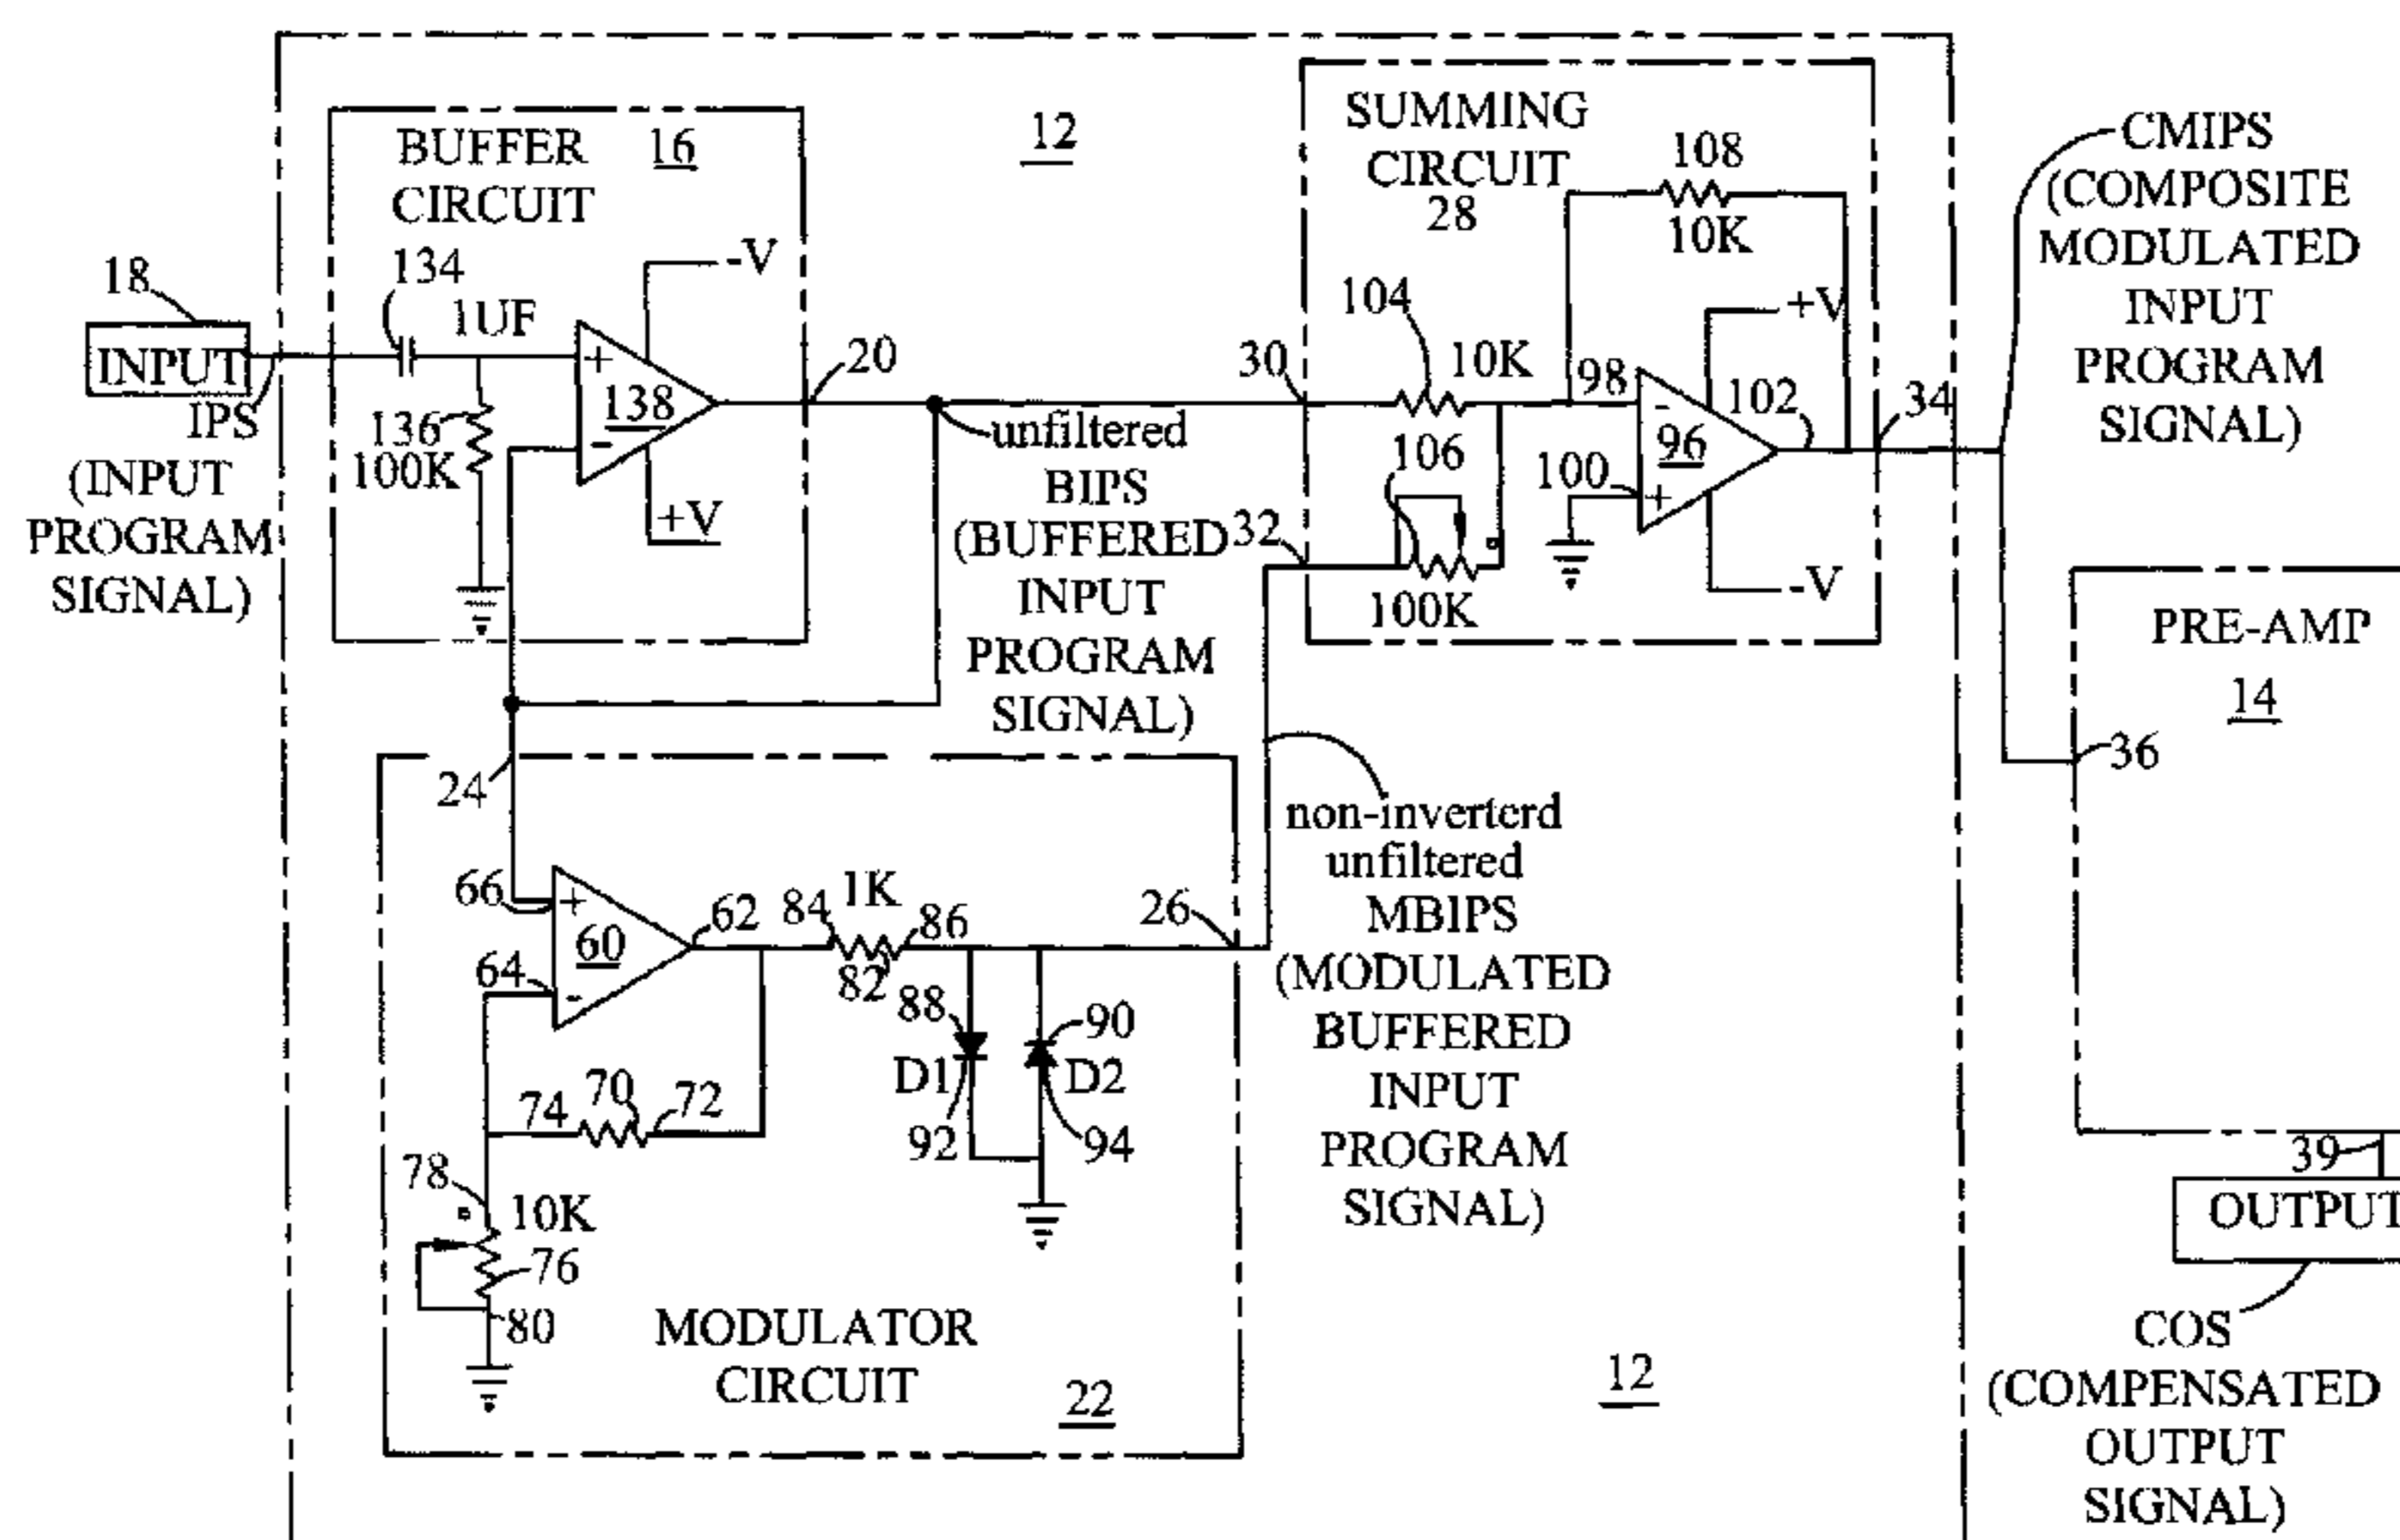 BUFFER 16
CIRCUIT
12
SUMMING
CIRCUIT
28
108
10K
CMIPS
(COMPOSITE
MODULATED
INPUT
PROGRAM
SIGNAL)
18
INPUT
IPS
(INPUT
PROGRAM
SIGNAL)
134
1UF
136
100K
+
-
138
-V
+V
20
unfiltered
BIPS
(BUFFERED
INPUT
PROGRAM
SIGNAL)
30
104
10K
98
-
96
+
100
+V
-V
102
34
106
32
100K
PRE-AMP
14
36
24
66
+
60
64
-
62
84
1K
86
82
26
non-inverterd
unfiltered
MBIPS
(MODULATED
BUFFERED
INPUT
PROGRAM
SIGNAL)
88
D1
92
90
D2
94
74
70
72
78
10K
76
80
MODULATOR
CIRCUIT
22
12
39
OUTPUT
COS
(COMPENSATED
OUTPUT
SIGNAL)